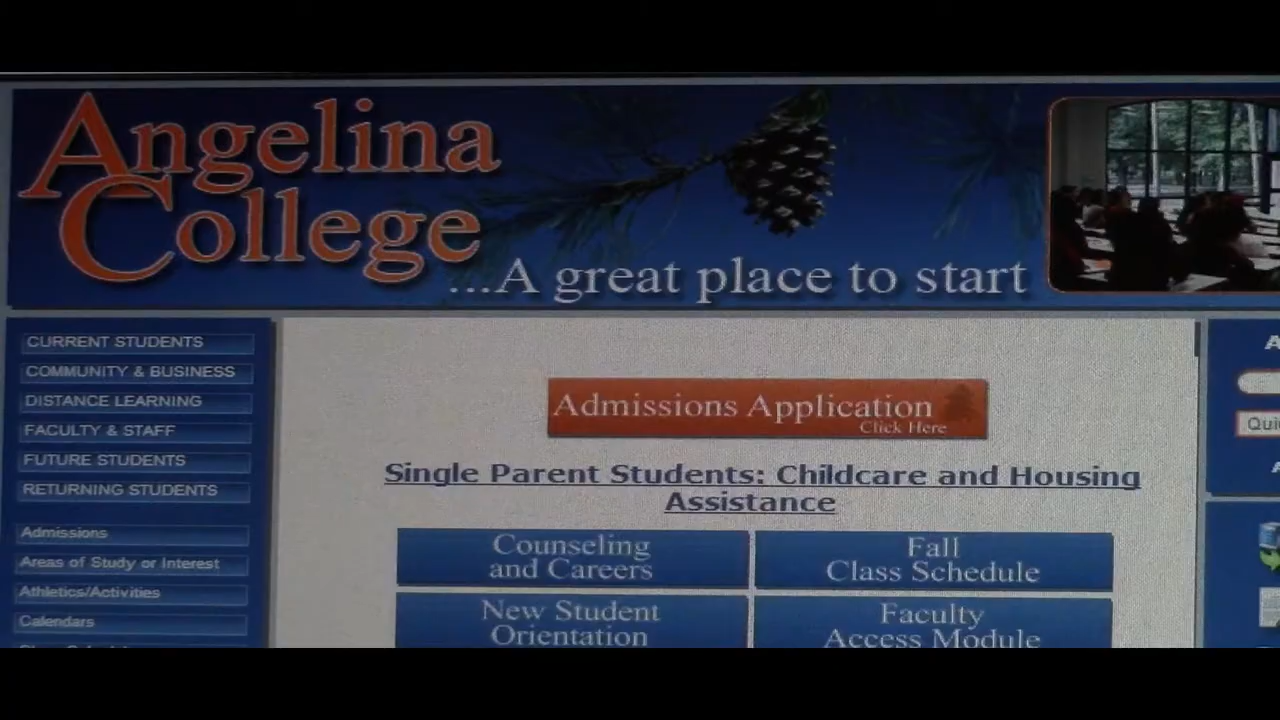 Angelina
College
...A great place to start
CURRENT STUDENTS
COMMUNITY & BUSINESS
DISTANCE LEARNING
FACULTY & STAFF
FUTURE STUDENTS
RETURNING STUDENTS
Admissions
Areas of Study or Interest
Athletics/Activities
Calendars
Admissions Application
Click Here
Single Parent Students: Childcare and Housing
Assistance
Counseling
and Careers
Fall
Class Schedule
New Student
Orientation
Faculty
Access Module